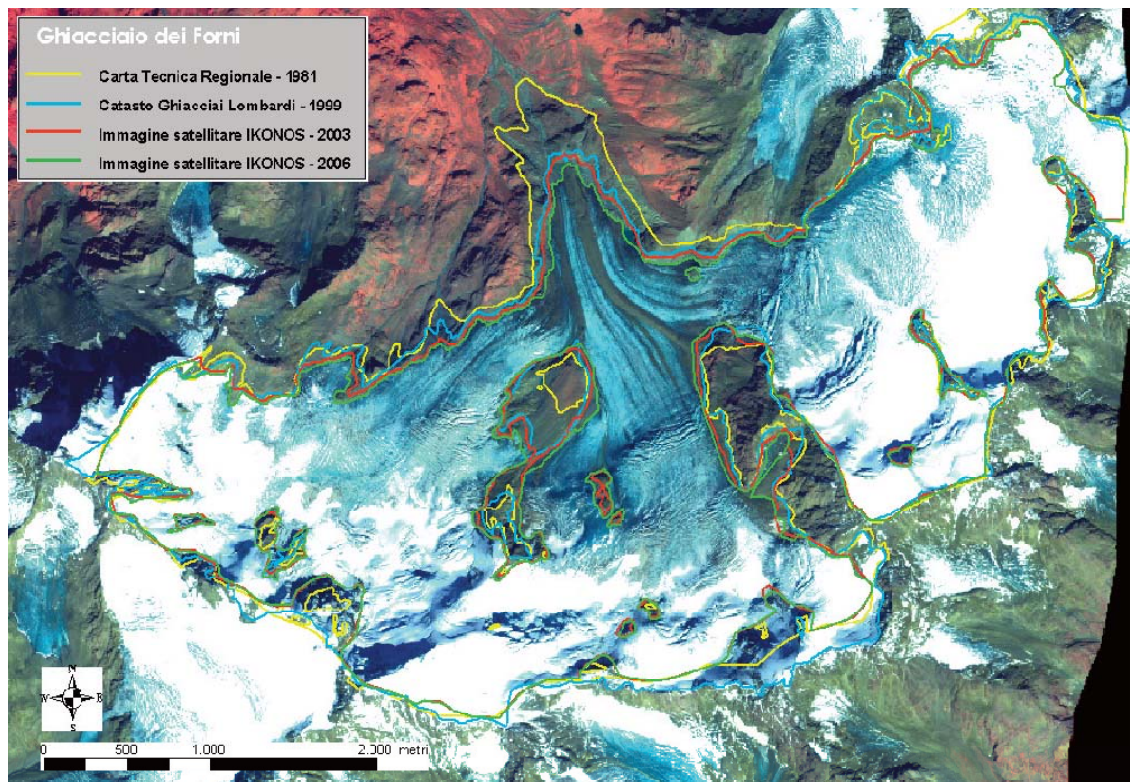 Ghiacciaio dei Forni
Carta Tecnica Regionale - 1981
Catasto Ghiacciai Lombardi - 1999
Immagine satellitare IKONOS - 2003
Immagine satellitare IKONOS - 2006
N
W E
S
0 500 1.000 2.000 metri